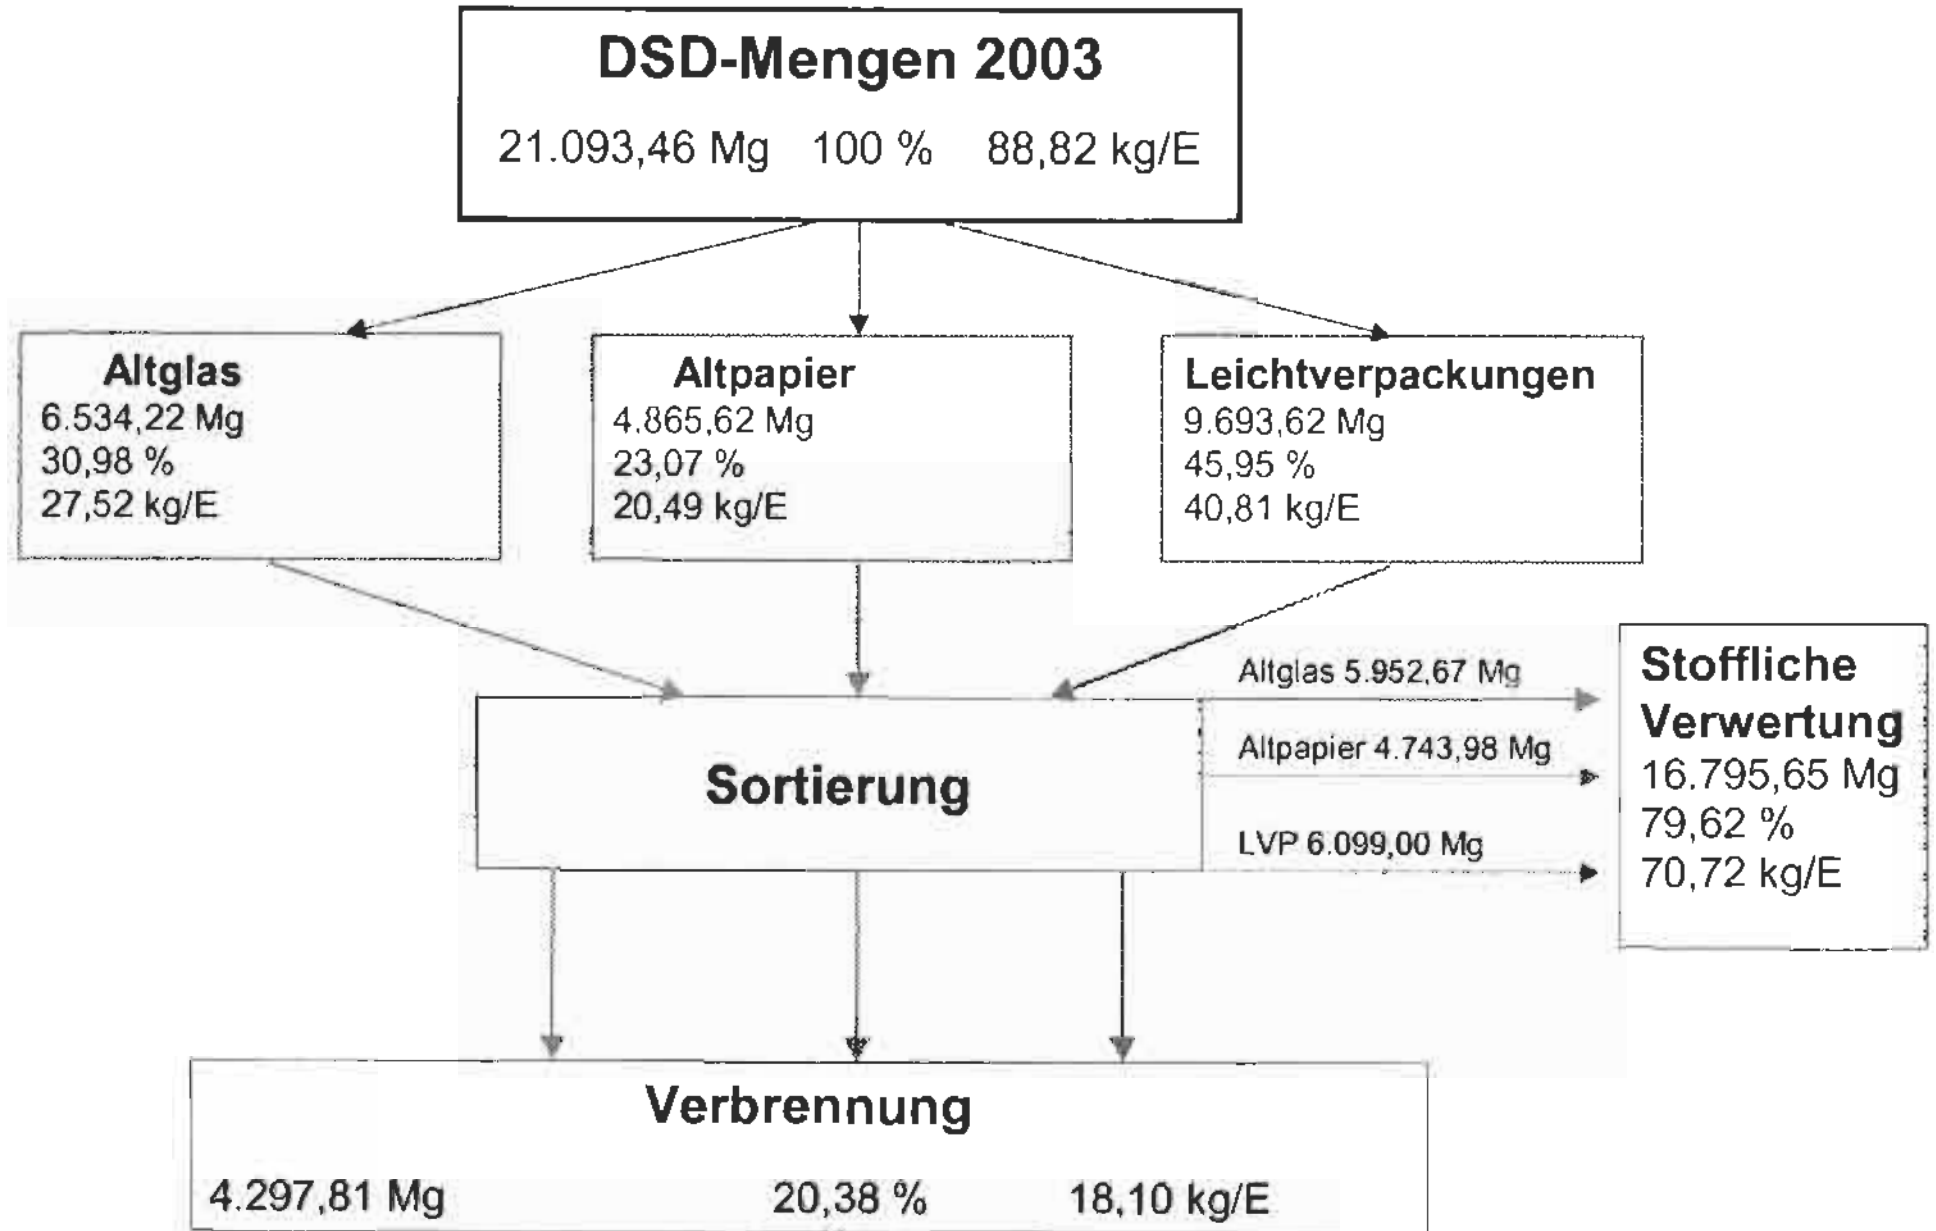 DSD-Mengen 2003
21.093,46 Mg 100 % 88,82 kg/E
Altglas
6.534,22 Mg
30,98 %
27,52 kg/E
Altpapier
4.865,62 Mg
23,07 %
20,49 kg/E
Leichtverpackungen
9.693,62 Mg
45,95 %
40,81 kg/E
Sortierung
Altglas 5.952,67 Mg
Altpapier 4.743,98 Mg
LVP 6.099,00 Mg
Stoffliche
Verwertung
16.795,65 Mg
79,62 %
70,72 kg/E
Verbrennung
4.297,81 Mg 20,38 % 18,10 kg/E